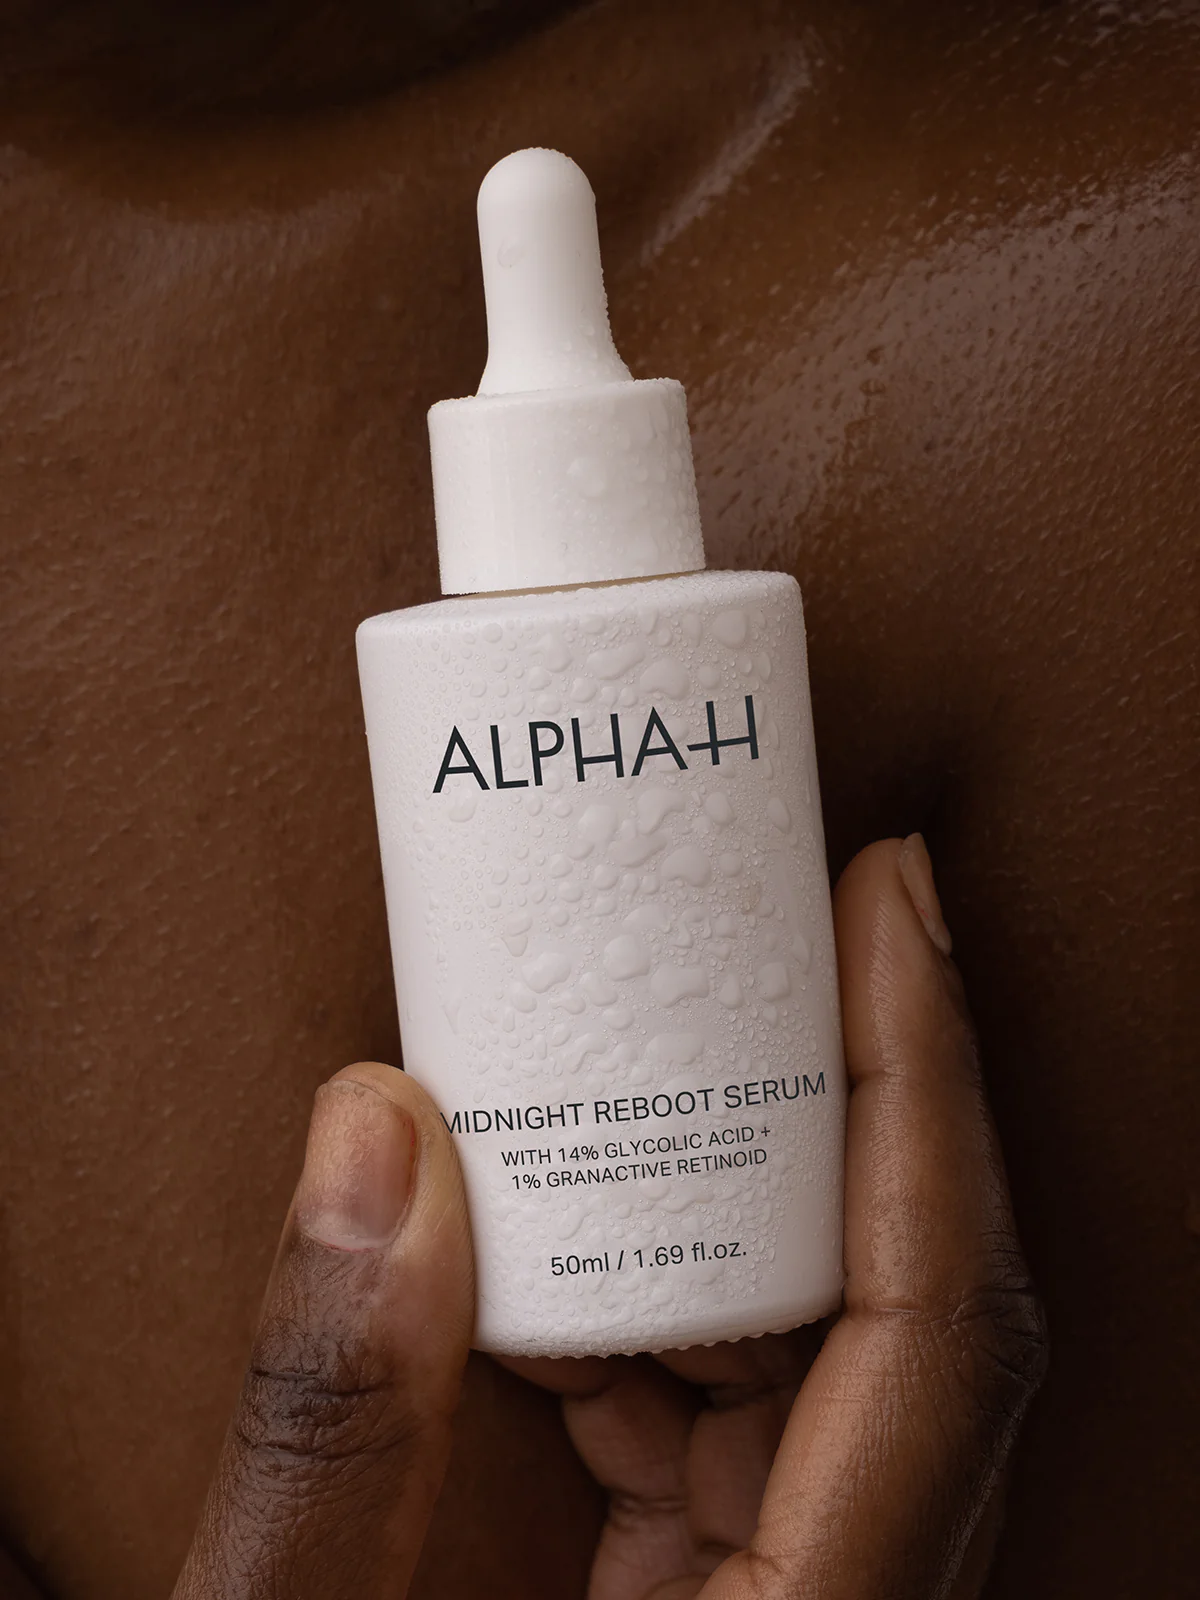 ALPHA-H
MIDNIGHT REBOOT SERUM
WITH 14% GLYCOLIC ACID +
1% GRANACTIVE RETINOID
50ml / 1.69 fl.oz.